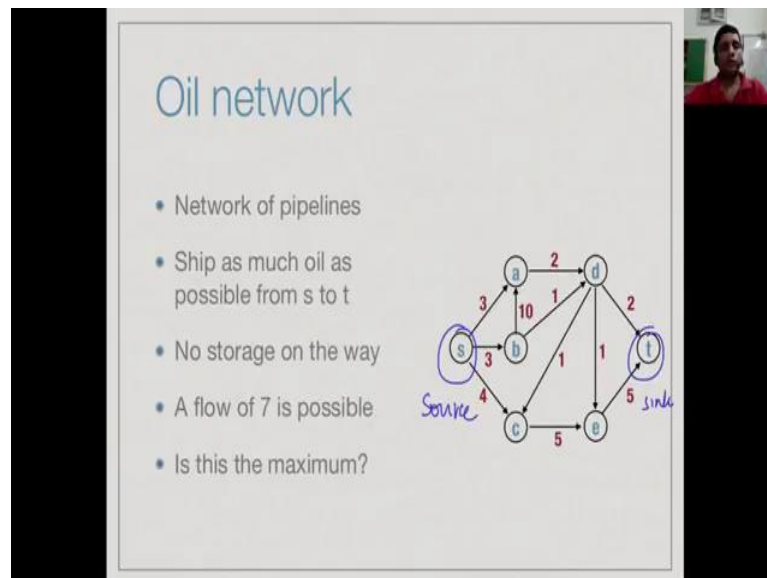 Oil network
• Network of pipelines
• Ship as much oil as
possible from s to t
• No storage on the way
• A flow of 7 is possible
• Is this the maximum?
a 2 d
3 10 1 2
s 3 b 1 1 t
Source 4 5 sink
c 5 e